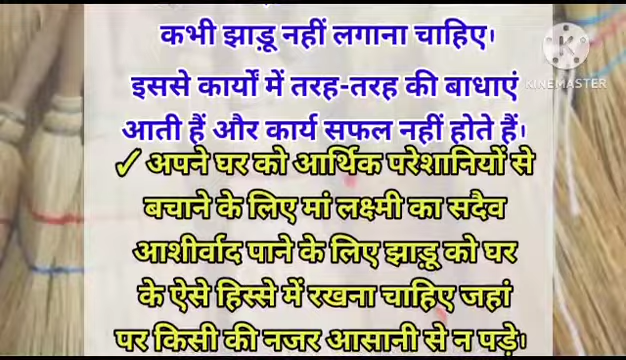 कभी झाडू नहीं लगाना चाहिए।
KINEMASTER
इससे कार्यों में तरह-तरह की बाधाएं
आती हैं और कार्य सफल नहीं होते हैं।
✓ अपने घर को आर्थिक परेशानियों से
बचाने के लिए मां लक्ष्मी का सदैव
आशीर्वाद पाने के लिए झाडू को घर
के ऐसे हिस्से में रखना चाहिए जहां
पर किसी की नजर आसानी से न पड़े।